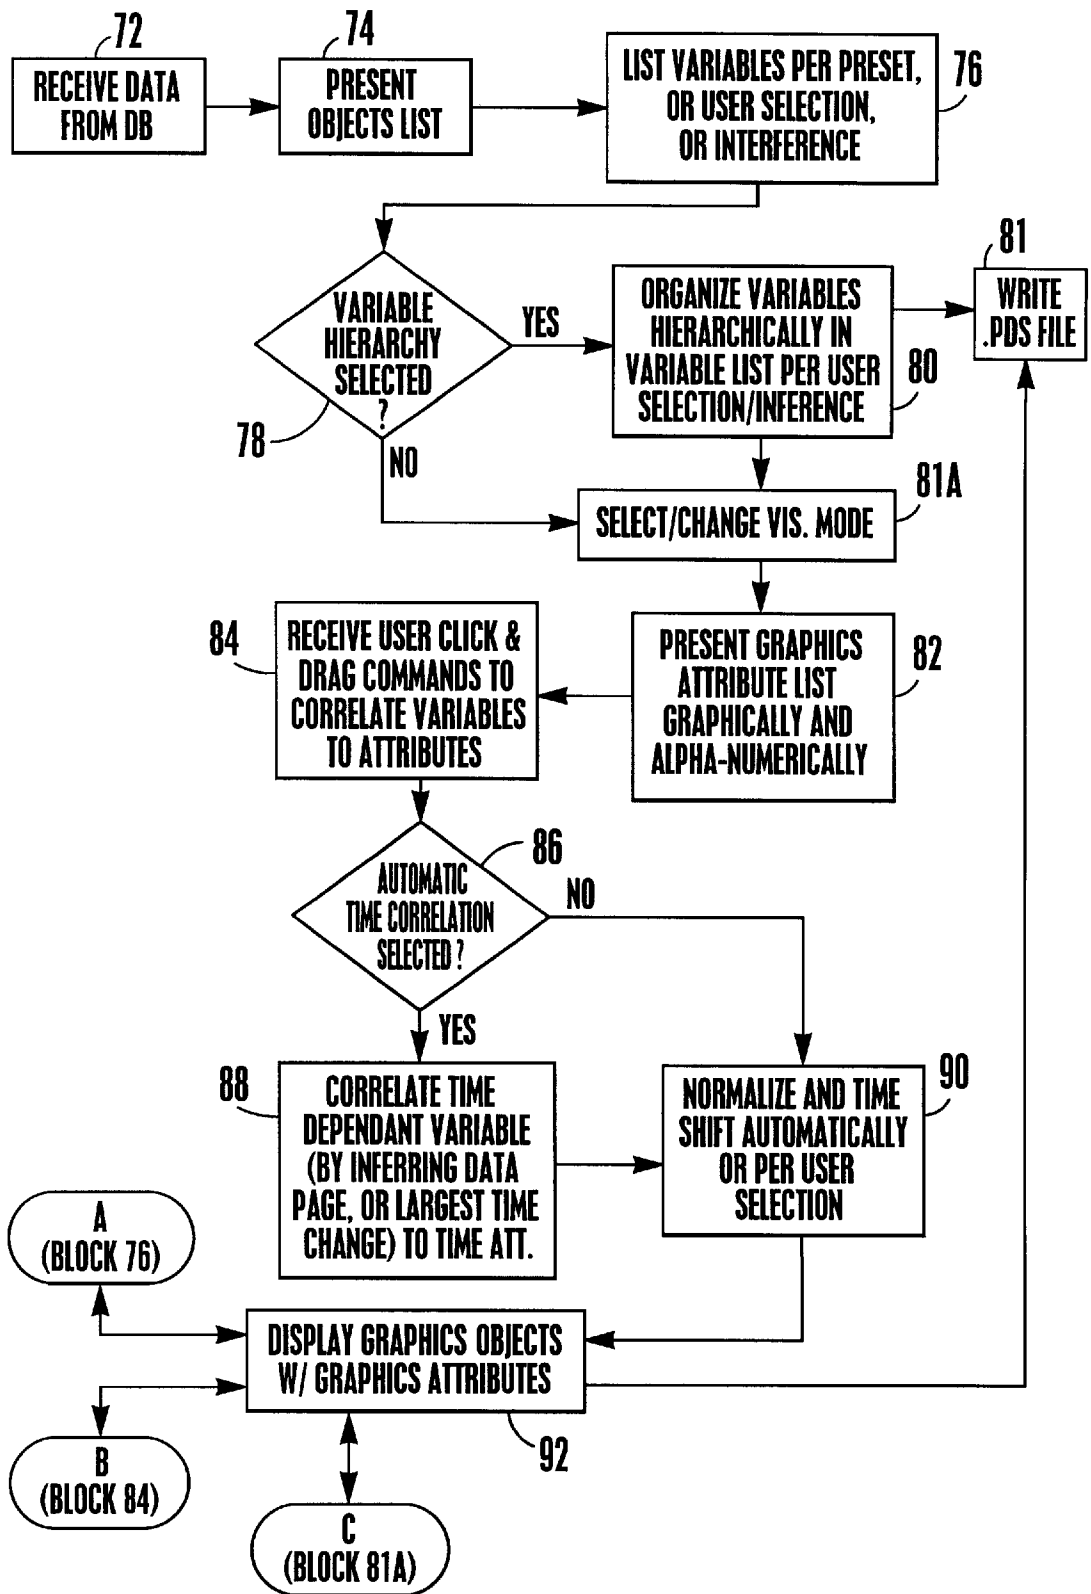 72
RECEIVE DATA
FROM DB
74
PRESENT
OBJECTS LIST
76
LIST VARIABLES PER PRESET,
OR USER SELECTION,
OR INTERFERENCE
78
VARIABLE
HIERARCHY
SELECTED
?
YES
NO
80
ORGANIZE VARIABLES
HIERARCHICALLY IN
VARIABLE LIST PER USER
SELECTION/INFERENCE
81
WRITE
.PDS FILE
81A
SELECT/CHANGE VIS. MODE
82
PRESENT GRAPHICS
ATTRIBUTE LIST
GRAPHICALLY AND
ALPHA-NUMERICALLY
84
RECEIVE USER CLICK &
DRAG COMMANDS TO
CORRELATE VARIABLES
TO ATTRIBUTES
86
AUTOMATIC
TIME CORRELATION
SELECTED ?
NO
YES
88
CORRELATE TIME
DEPENDANT VARIABLE
(BY INFERRING DATA
PAGE, OR LARGEST TIME
CHANGE) TO TIME ATT.
90
NORMALIZE AND TIME
SHIFT AUTOMATICALLY
OR PER USER
SELECTION
A
(BLOCK 76)
DISPLAY GRAPHICS OBJECTS
W/ GRAPHICS ATTRIBUTES
92
B
(BLOCK 84)
C
(BLOCK 81A)